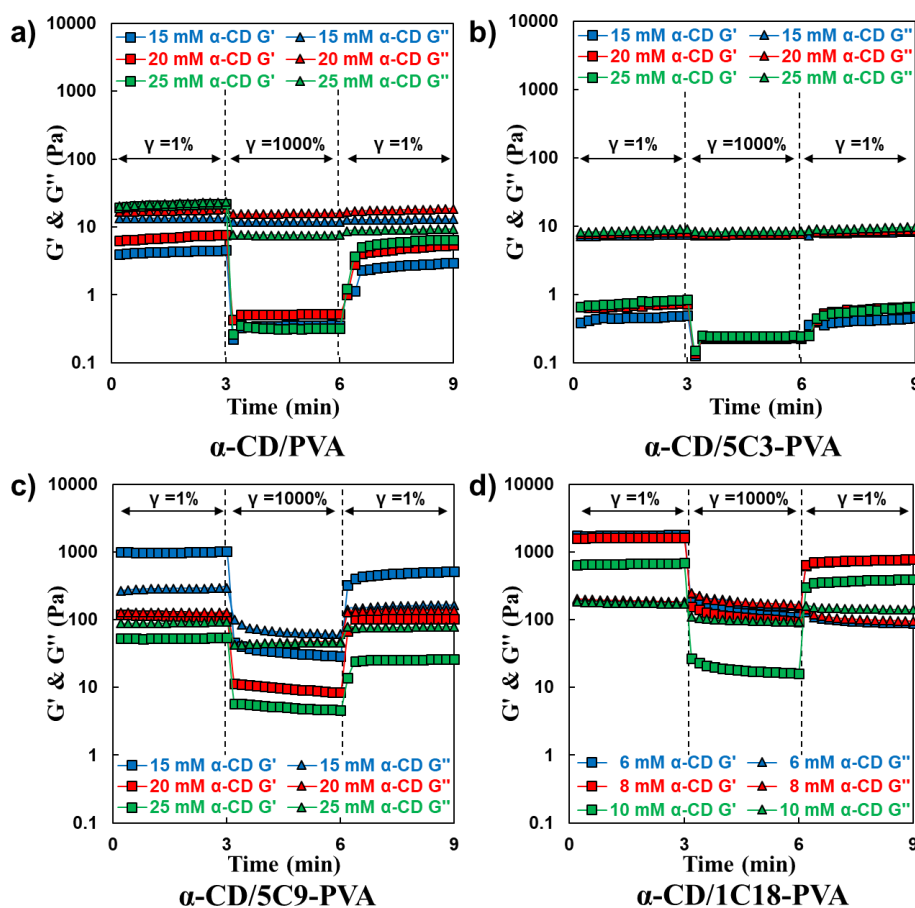 a)
G' & G'' (Pa)
10000
1000
100
10
1
0.1
15 mM α-CD G'
15 mM α-CD G''
20 mM α-CD G'
20 mM α-CD G''
25 mM α-CD G'
25 mM α-CD G''
γ =1%
γ =1000%
γ =1%
0
3
6
9
Time (min)
α-CD/PVA
b)
G' & G'' (Pa)
10000
1000
100
10
1
0.1
15 mM α-CD G'
15 mM α-CD G''
20 mM α-CD G'
20 mM α-CD G''
25 mM α-CD G'
25 mM α-CD G''
γ =1%
γ =1000%
γ =1%
0
3
6
9
Time (min)
α-CD/5C3-PVA
c)
G' & G'' (Pa)
10000
1000
100
10
1
0.1
γ =1%
γ =1000%
γ =1%
15 mM α-CD G'
15 mM α-CD G''
20 mM α-CD G'
20 mM α-CD G''
25 mM α-CD G'
25 mM α-CD G''
0
3
6
9
Time (min)
α-CD/5C9-PVA
d)
G' & G'' (Pa)
10000
1000
100
10
1
0.1
γ =1%
γ =1000%
γ =1%
6 mM α-CD G'
6 mM α-CD G''
8 mM α-CD G'
8 mM α-CD G''
10 mM α-CD G'
10 mM α-CD G''
0
3
6
9
Time (min)
α-CD/1C18-PVA